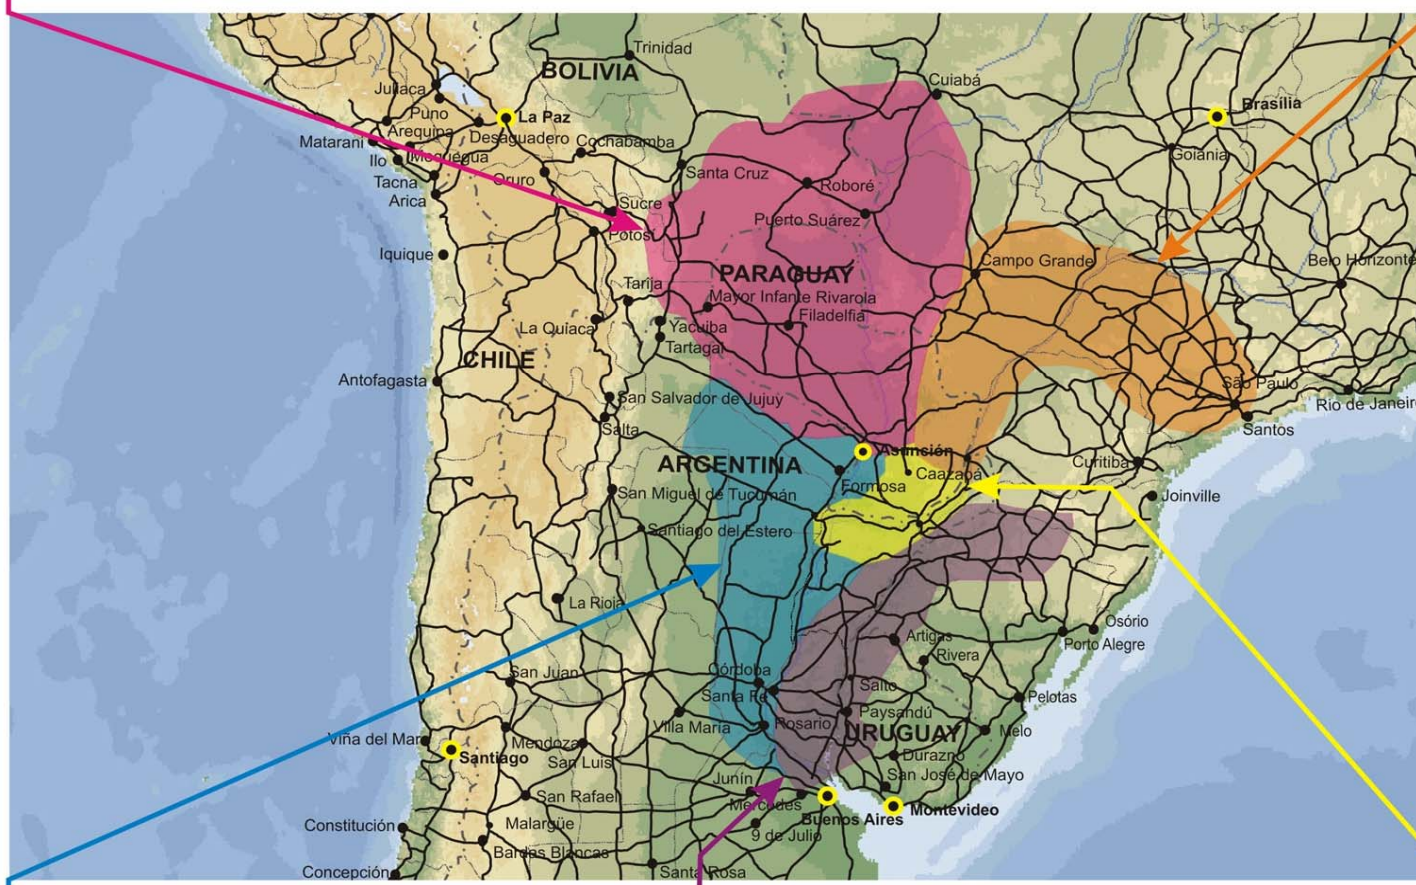 Trinidad
BOLIVIA
Cuiabá
Juliaca
Puno
La Paz
Brasília
Arequipa
Desaguadero
Cochabamba
Matarani
Moquegua
Goiânia
Ilo
Santa Cruz
Tacna
Oruro
Roboré
Arica
Sucre
Puerto Suárez
Potosí
Iquique
Campo Grande
Belo Horizonte
PARAGUAY
Tarija
Mayor Infante Rivarola
Filadelfia
La Quiaca
Yacuiba
Tartagal
CHILE
Antofagasta
São Paulo
San Salvador de Jujuy
Rio de Janeir
Salta
Santos
Asunción
ARGENTINA
Curitiba
Caazapá
Formosa
San Miguel de Tucumán
Joinville
Santiago del Estero
La Rioja
Osório
Artigas
Porto Alegre
Rivera
San Juan
Córdoba
Salto
Santa Fe
Pelotas
Paysandú
Villa María
Rosario
URUGUAY
Melo
Viña del Mar
Mendoza
Santiago
San Luis
Durazno
Junín
San José de Mayo
San Rafael
Mercedes
Montevideo
Buenos Aires
Constitución
Malargüe
9 de Julio
Bardas Blancas
Concepción
Santa Rosa